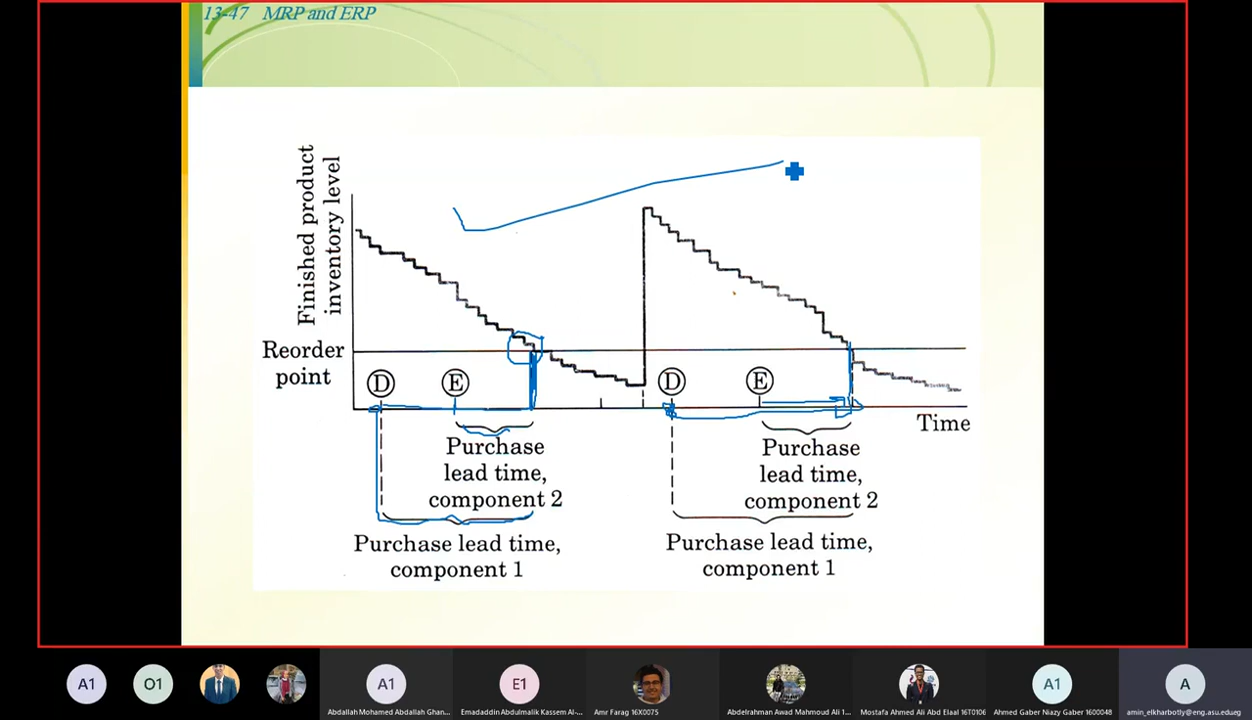 13-47 MRP and ERP
Finished product
inventory level
Reorder
point
D
E
D
E
Time
Purchase
lead time,
component 2
Purchase
lead time,
component 2
Purchase lead time,
component 1
Purchase lead time,
component 1
A1
O1
A1
Abdallah Mohamed Abdallah Ghan...
E1
Emadaddin Abdulmalik Kassem Al-...
Amr Farag 16X0075
Abdelrahman Awad Mahmoud Ali 1...
Mostafa Ahmed Ali Abd Elaal 16T0106
A1
Ahmed Gaber Niazy Gaber 1600048
A
amin_elkharbotly@eng.asu.edueg